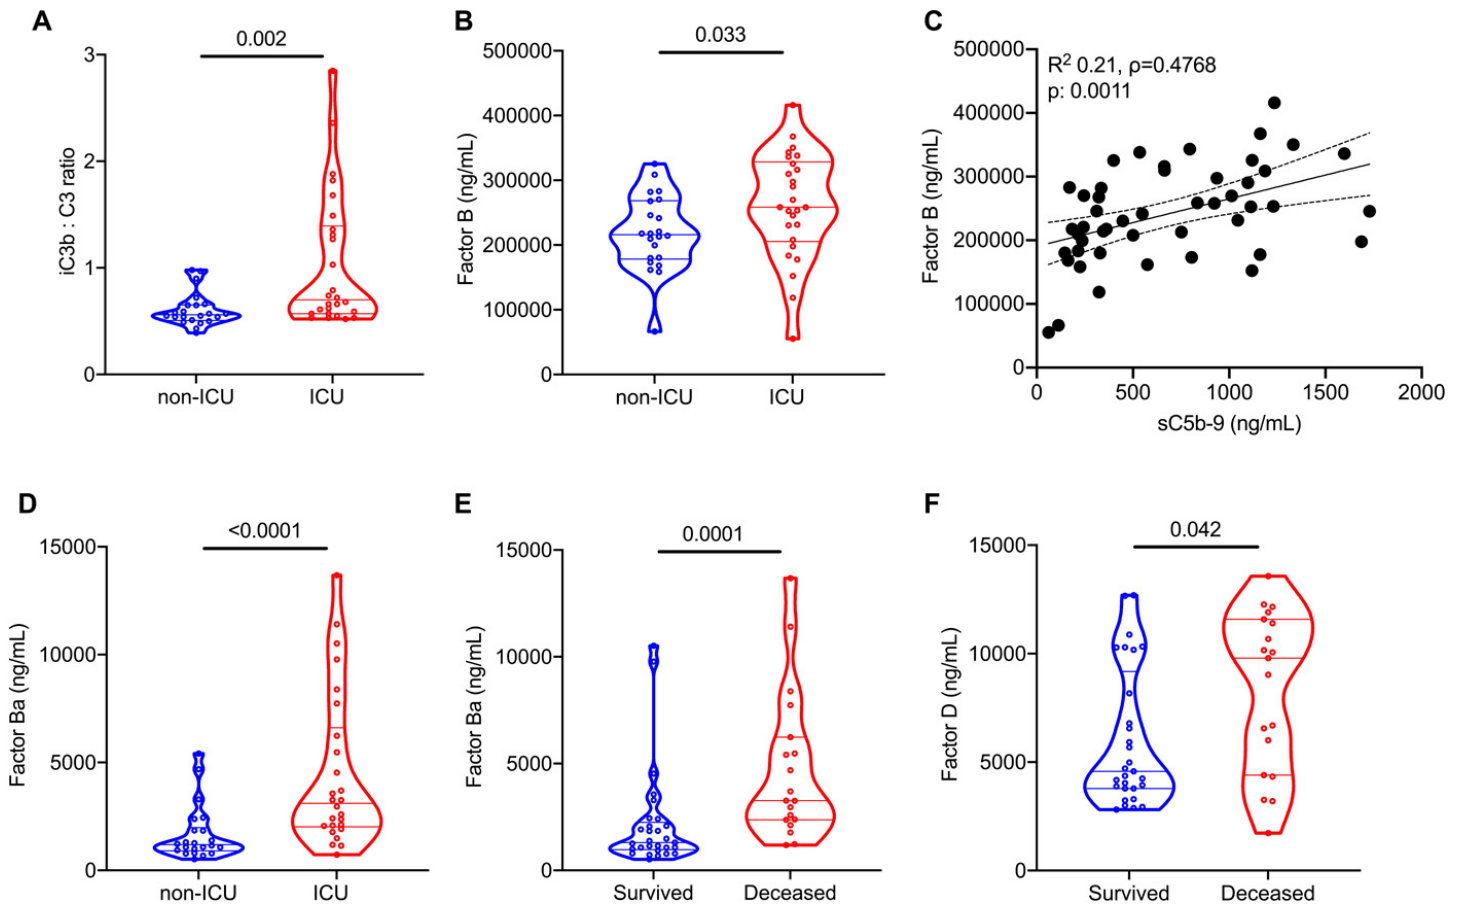 A
0.002
3
2
1
0
iC3b : C3 ratio
non-ICU
ICU
B
0.033
500000
400000
300000
200000
100000
0
Factor B (ng/mL)
non-ICU
ICU
C
R² 0.21, ρ=0.4768
p: 0.0011
500000
400000
300000
200000
100000
0
Factor B (ng/mL)
0 500 1000 1500 2000
sC5b-9 (ng/mL)
D
<0.0001
15000
10000
5000
0
Factor Ba (ng/mL)
non-ICU
ICU
E
0.0001
15000
10000
5000
0
Factor Ba (ng/mL)
Survived
Deceased
F
0.042
15000
10000
5000
0
Factor D (ng/mL)
Survived
Deceased